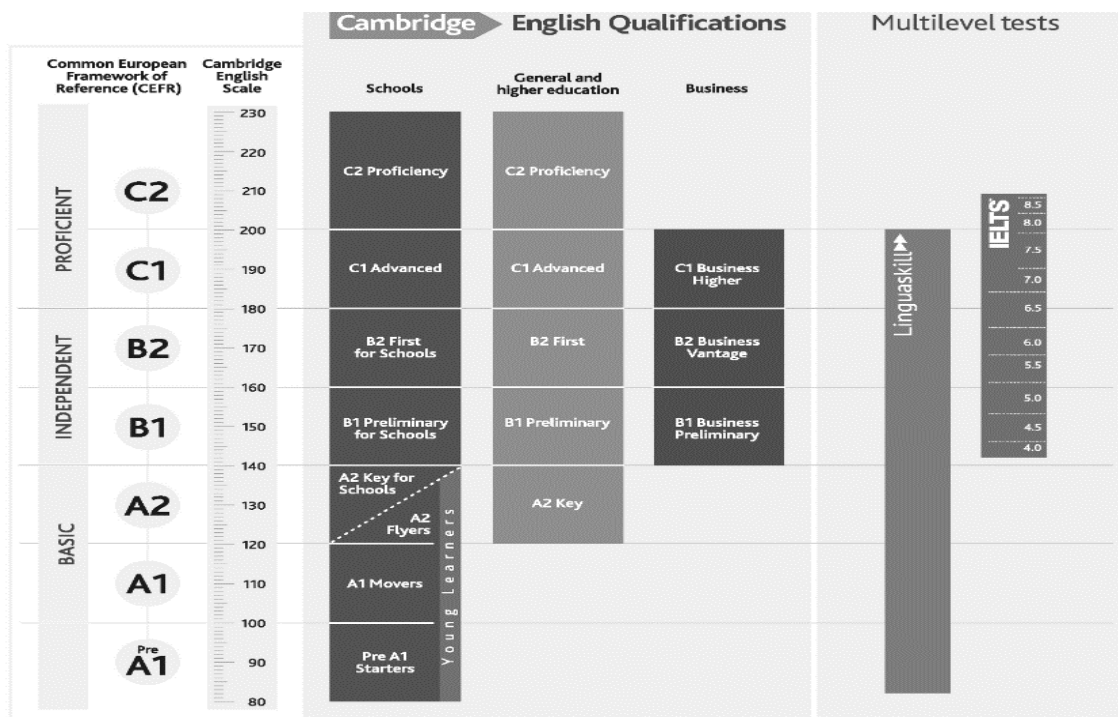 Cambridge English Qualifications
Multilevel tests
Common European
Framework of
Reference (CEFR)
Cambridge
English
Scale
Schools
General and
higher education
Business
PROFICIENT
INDEPENDENT
BASIC
C2
C1
B2
B1
A2
A1
Pre
A1
230
220
210
200
190
180
170
160
150
140
130
120
110
100
90
80
C2 Proficiency
C1 Advanced
B2 First
for Schools
B1 Preliminary
for Schools
A2 Key for
Schools
A2
Flyers
A1 Movers
Pre A1
Starters
Young Learners
C2 Proficiency
C1 Advanced
B2 First
B1 Preliminary
A2 Key
C1 Business
Higher
B2 Business
Vantage
B1 Business
Preliminary
Linguaskill
IELTS
8.5
8.0
7.5
7.0
6.5
6.0
5.5
5.0
4.5
4.0